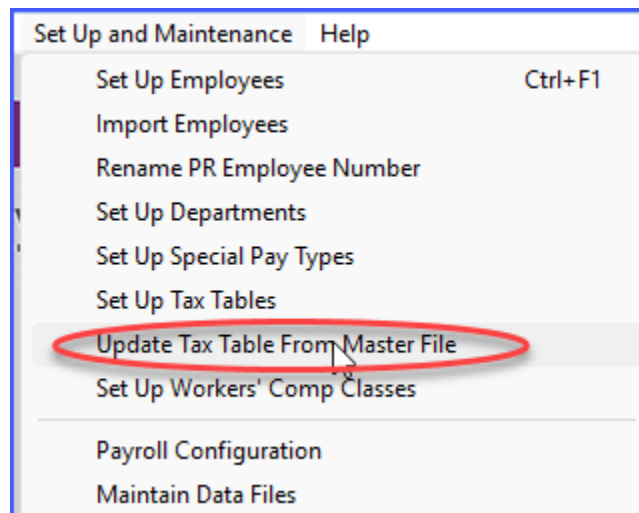 Set Up and Maintenance Help
Set Up Employees Ctrl+F1
Import Employees
Rename PR Employee Number
Set Up Departments
Set Up Special Pay Types
Set Up Tax Tables
Update Tax Table From Master File
Set Up Workers' Comp Classes
Payroll Configuration
Maintain Data Files